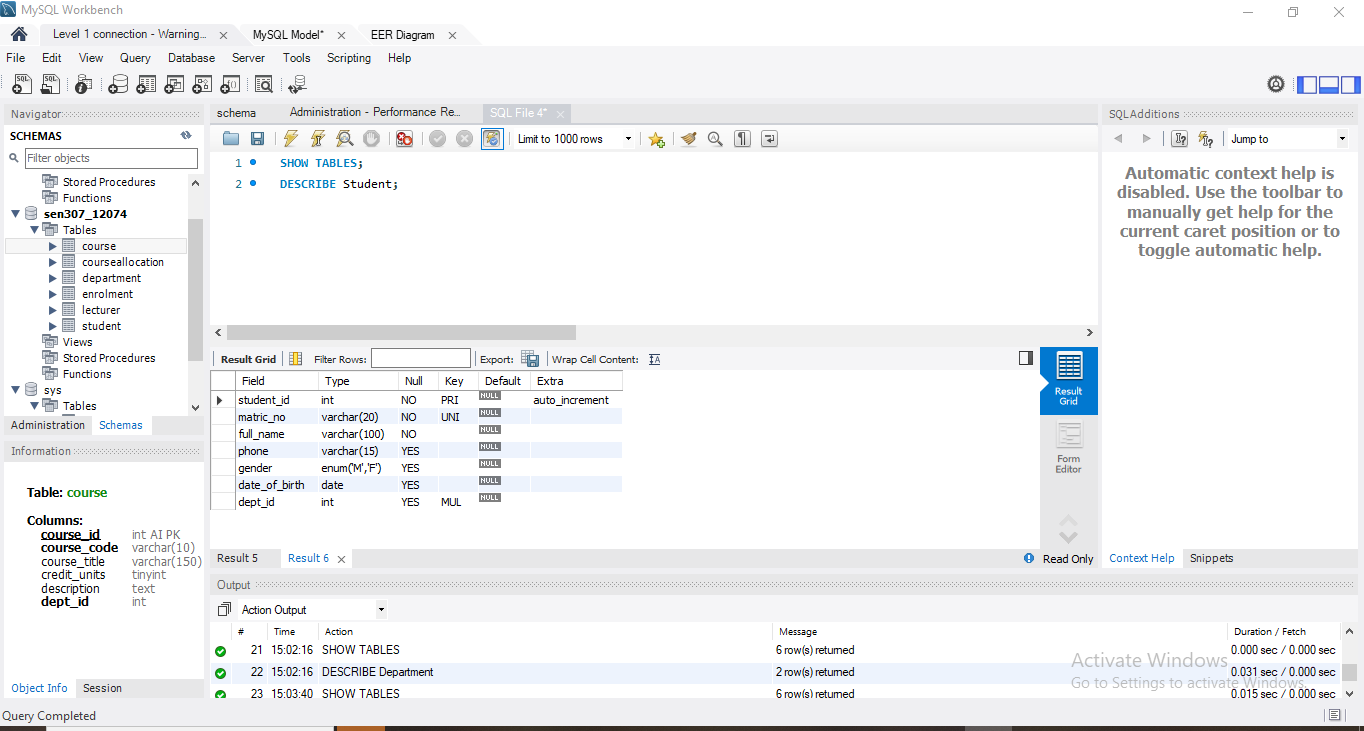 MySQL Workbench
Level 1 connection - Warning... MySQL Model* EER Diagram
File Edit View Query Database Server Tools Scripting Help
Navigator
SCHEMAS
Filter objects
Stored Procedures
Functions
sen307_12074
Tables
course
courseallocation
department
enrolment
lecturer
student
Views
Stored Procedures
Functions
sys
Tables
Administration Schemas
Information
Table: course
Columns:
course_id int AI PK
course_code varchar(10)
course_title varchar(150)
credit_units tinyint
description text
dept_id int
Object Info Session
schema Administration - Performance Re... SQL File 4*
Limit to 1000 rows
1 SHOW TABLES;
2 DESCRIBE Student;
Result Grid Filter Rows: Export: Wrap Cell Content:
Field Type Null Key Default Extra
student_id int NO PRI NULL auto_increment
matric_no varchar(20) NO UNI NULL
full_name varchar(100) NO NULL
phone varchar(15) YES NULL
gender enum('M','F') YES NULL
date_of_birth date YES NULL
dept_id int YES MUL NULL
Result Grid
Form Editor
Result 5 Result 6 Read Only
SQLAdditions
Jump to
Automatic context help is
disabled. Use the toolbar to
manually get help for the
current caret position or to
toggle automatic help.
Context Help Snippets
Output
Action Output
# Time Action Message Duration / Fetch
21 15:02:16 SHOW TABLES 6 row(s) returned 0.000 sec / 0.000 sec
22 15:02:16 DESCRIBE Department 2 row(s) returned 0.031 sec / 0.000 sec
23 15:03:40 SHOW TABLES 6 row(s) returned 0.015 sec / 0.000 sec
Activate Windows
Go to Settings to activate Windows.
Query Completed